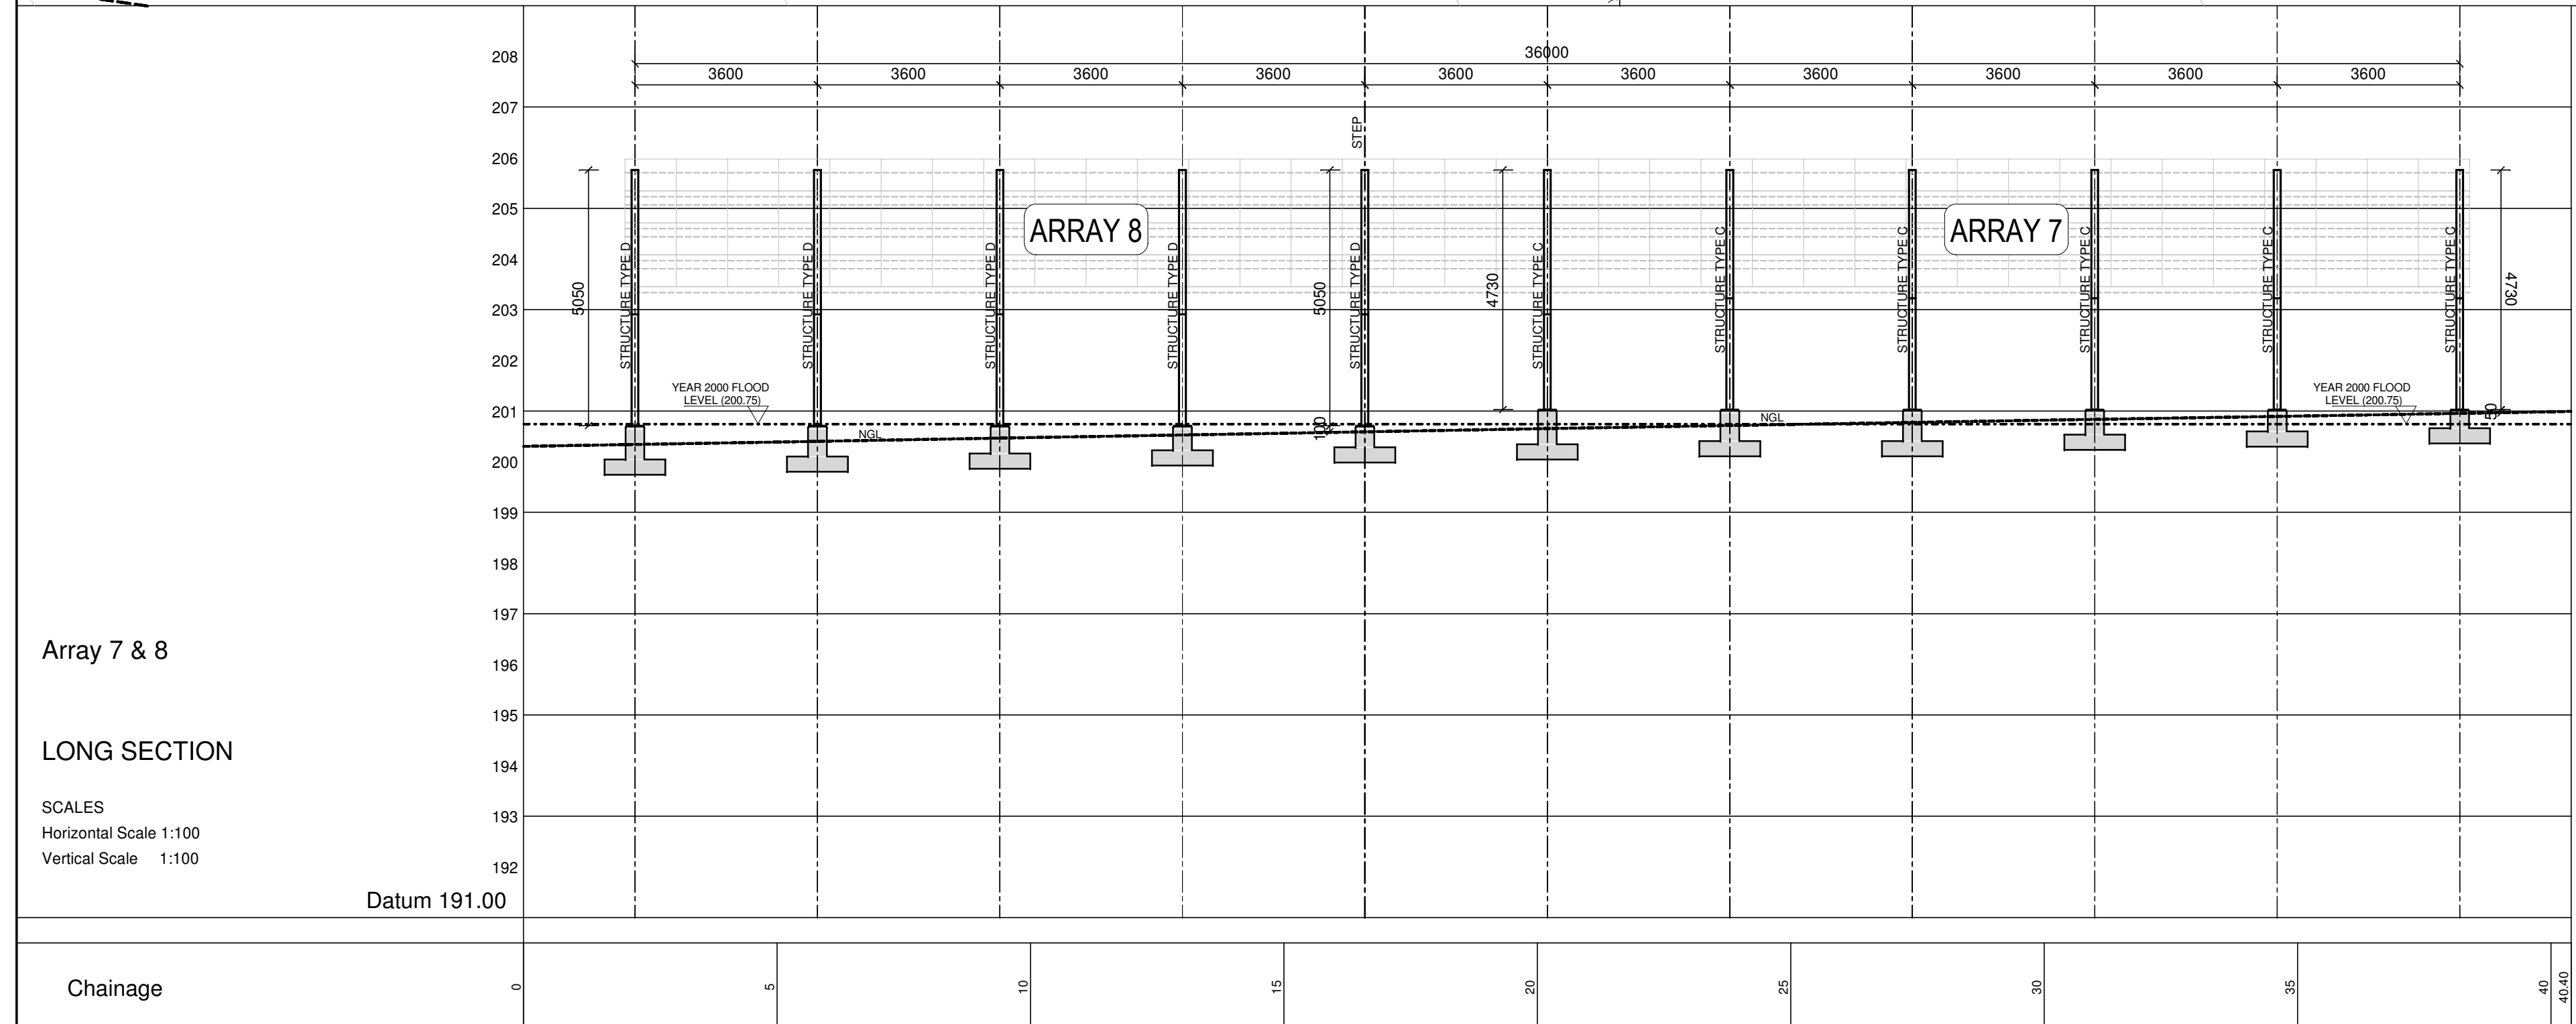 208
36000
3600 3600 3600 3600 3600 3600 3600 3600 3600 3600
207
STEP
206
205
ARRAY 8
ARRAY 7
204
5050
5050
4730
4730
STRUCTURE TYPE D
STRUCTURE TYPE D
STRUCTURE TYPE D
STRUCTURE TYPE D
STRUCTURE TYPE D
STRUCTURE TYPE C
STRUCTURE TYPE C
STRUCTURE TYPE C
STRUCTURE TYPE C
STRUCTURE TYPE C
STRUCTURE TYPE C
203
202
YEAR 2000 FLOOD
LEVEL (200.75)
YEAR 2000 FLOOD
LEVEL (200.75)
201
50
NGL
NGL
200
199
198
197
Array 7 & 8
196
195
LONG SECTION
194
SCALES
193
Horizontal Scale 1:100
Vertical Scale 1:100
192
Datum 191.00
Chainage
0 5 10 15 20 25 30 35 40 40.40